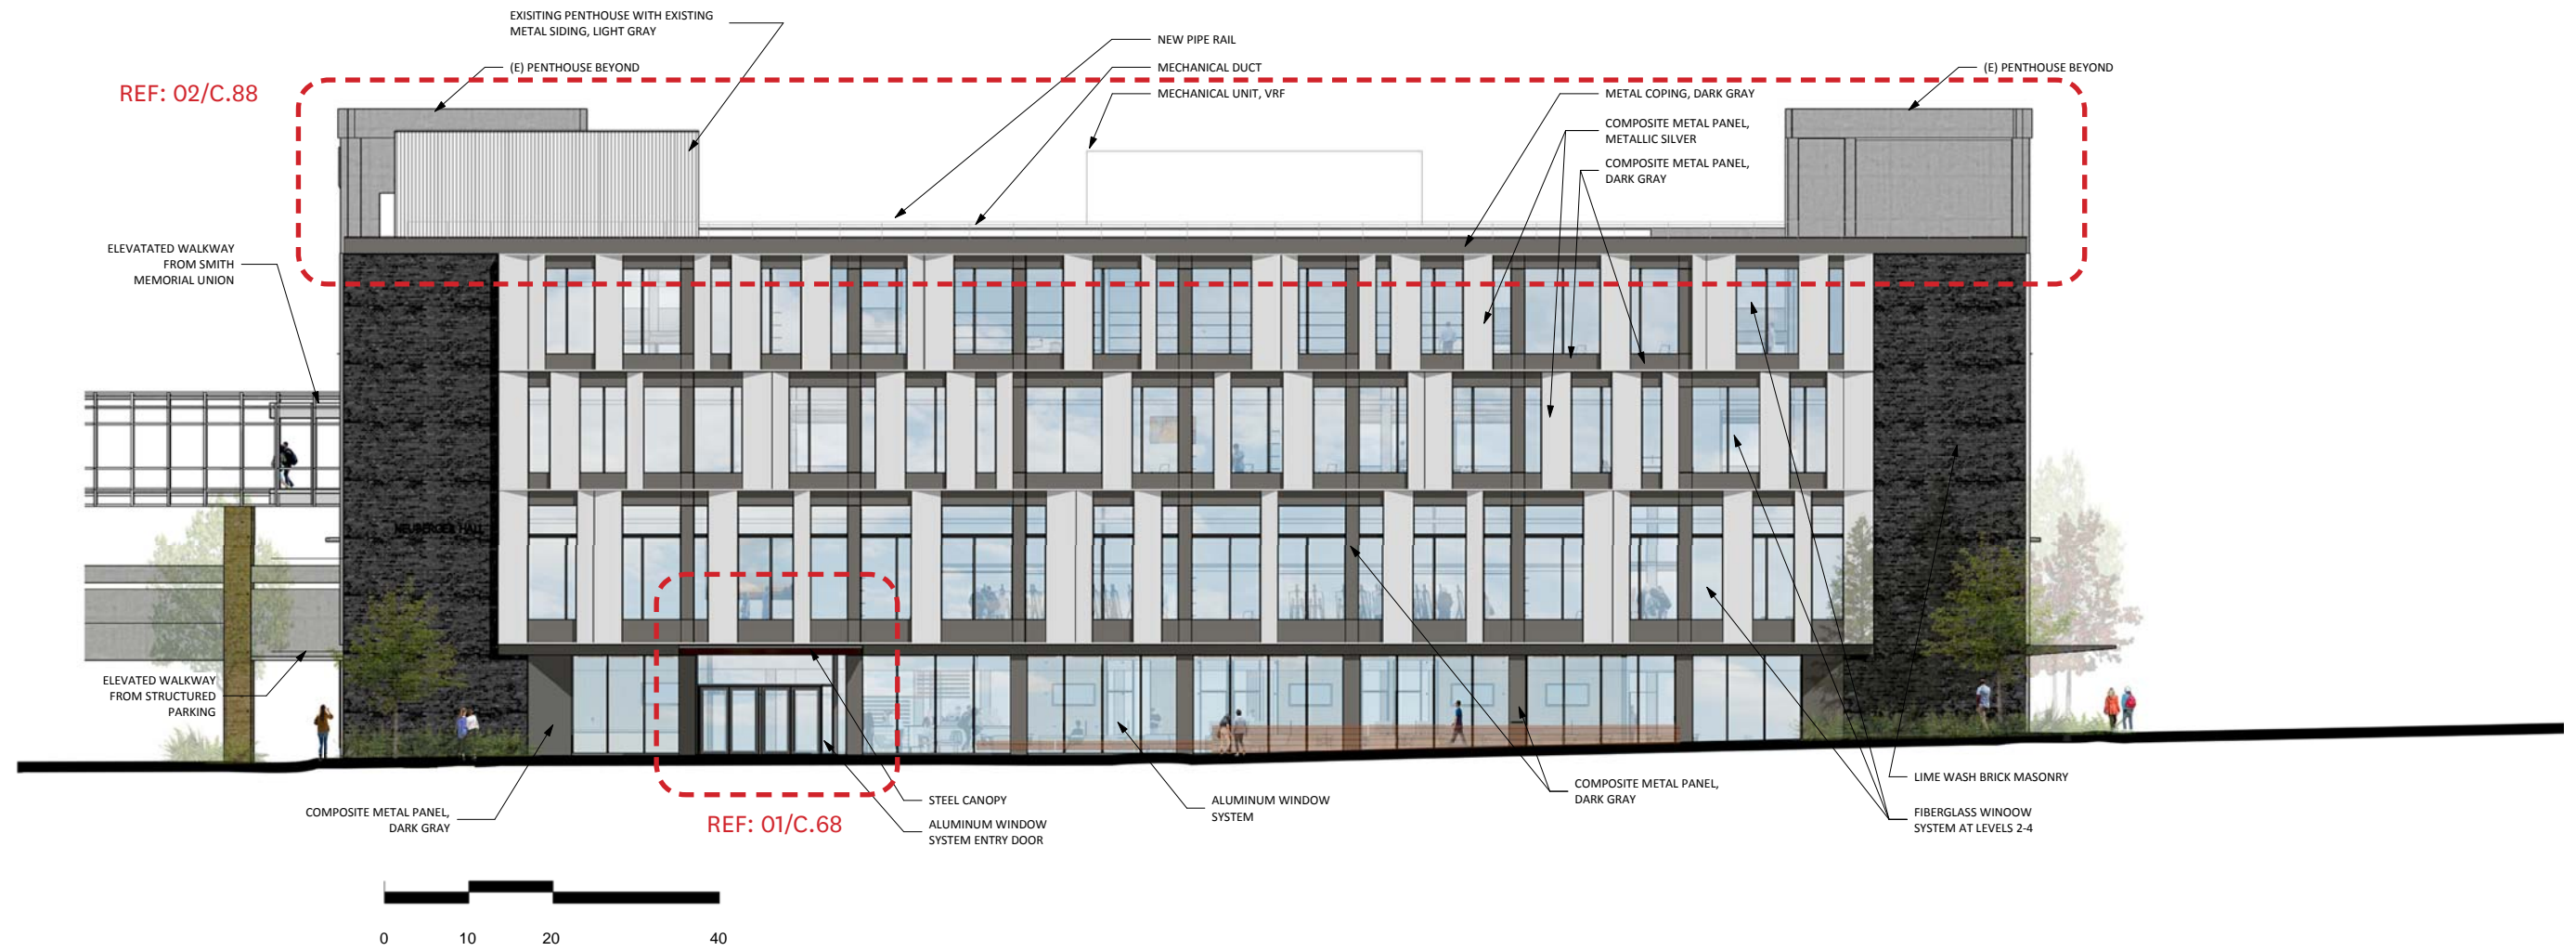 EXISITING PENTHOUSE WITH EXISTING
METAL SIDING, LIGHT GRAY
(E) PENTHOUSE BEYOND
REF: 02/C.88
NEW PIPE RAIL
MECHANICAL DUCT
MECHANICAL UNIT, VRF
METAL COPING, DARK GRAY
COMPOSITE METAL PANEL,
METALLIC SILVER
COMPOSITE METAL PANEL,
DARK GRAY
(E) PENTHOUSE BEYOND
ELEVATATED WALKWAY
FROM SMITH
MEMORIAL UNION
NEUBERGER HALL
ELEVATED WALKWAY
FROM STRUCTURED
PARKING
COMPOSITE METAL PANEL,
DARK GRAY
REF: 01/C.68
STEEL CANOPY
ALUMINUM WINDOW
SYSTEM ENTRY DOOR
ALUMINUM WINDOW
SYSTEM
COMPOSITE METAL PANEL,
DARK GRAY
LIME WASH BRICK MASONRY
FIBERGLASS WINOOW
SYSTEM AT LEVELS 2-4
0 10 20 40